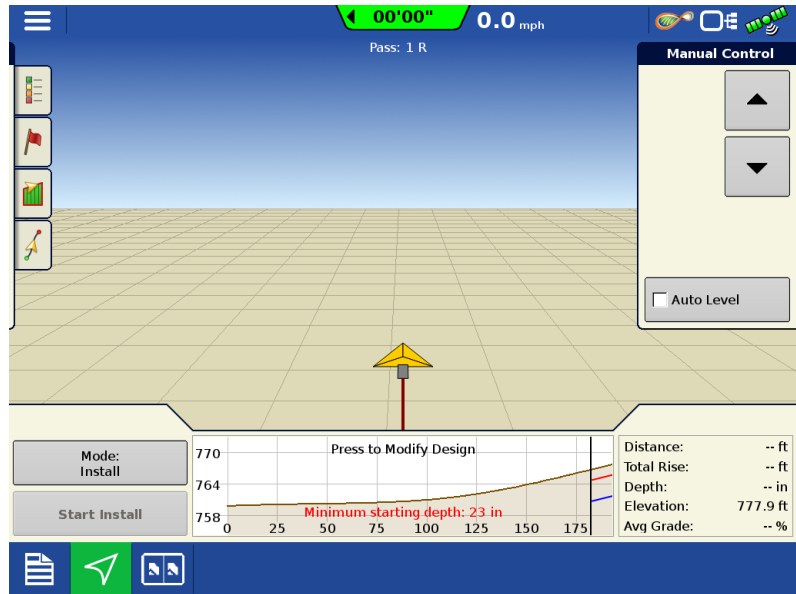 00'00"
0.0 mph
Pass: 1 R
Manual Control
Auto Level
Mode:
Install
Start Install
Press to Modify Design
770
764
758
Minimum starting depth: 23 in
0 25 50 75 100 125 150 175
Distance: -- ft
Total Rise: -- ft
Depth: -- in
Elevation: 777.9 ft
Avg Grade: -- %